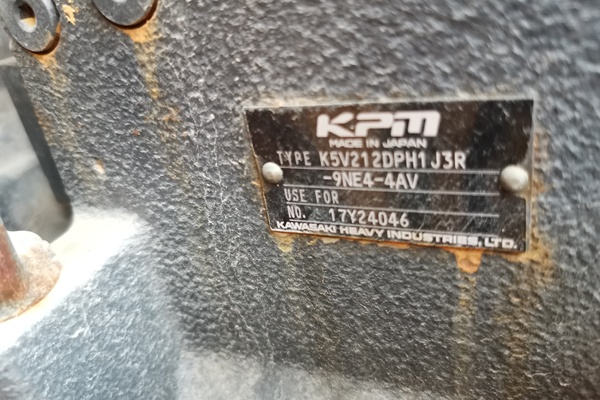 KPM
MADE IN JAPAN
TYPE K5V212DPH1J3R
-9NE4-4AV
USE FOR
NO. 17Y24046
KAWASAKI HEAVY INDUSTRIES, LTD.